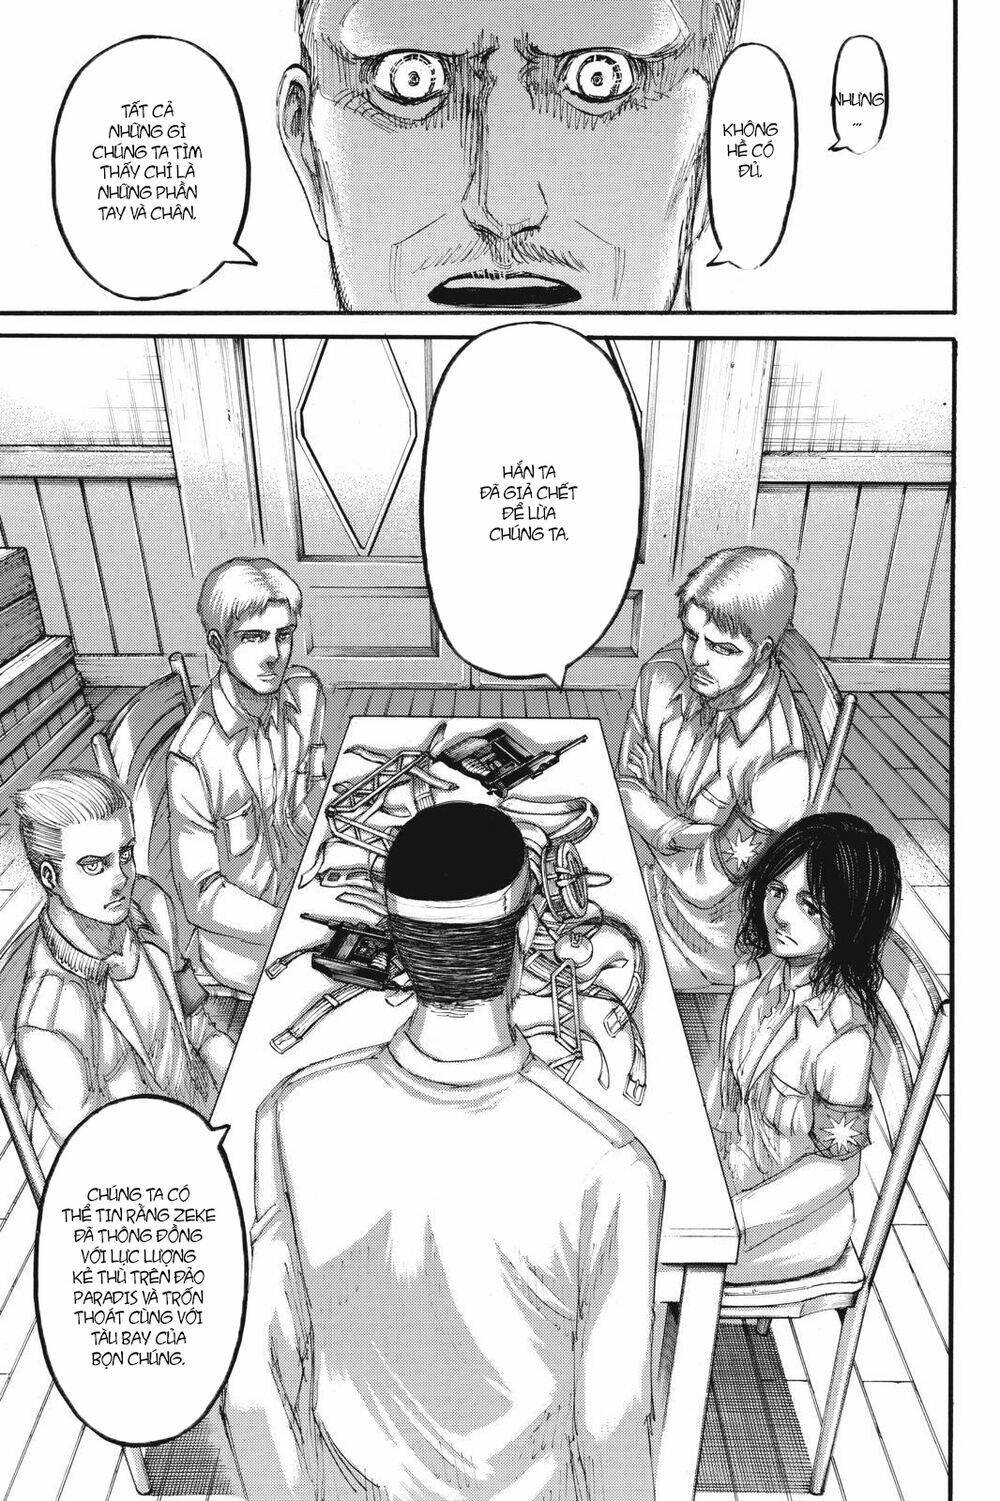 NHƯNG
...
KHÔNG
HỀ CÓ
ĐỦ.
TẤT CẢ
NHỮNG GÌ
CHÚNG TA TÌM
THẤY CHỈ LÀ
NHỮNG PHẦN
TAY VÀ CHÂN.
HẮN TA
ĐÃ GIẢ CHẾT
ĐỂ LỪA
CHÚNG TA.
CHÚNG TA CÓ
THỂ TIN RẰNG ZEKE
ĐÃ THÔNG ĐỒNG
VỚI LỰC LƯỢNG
KẺ THÙ TRÊN ĐẢO
PARADIS VÀ TRỐN
THOÁT CÙNG VỚI
TÀU BAY CỦA
BỌN CHÚNG.